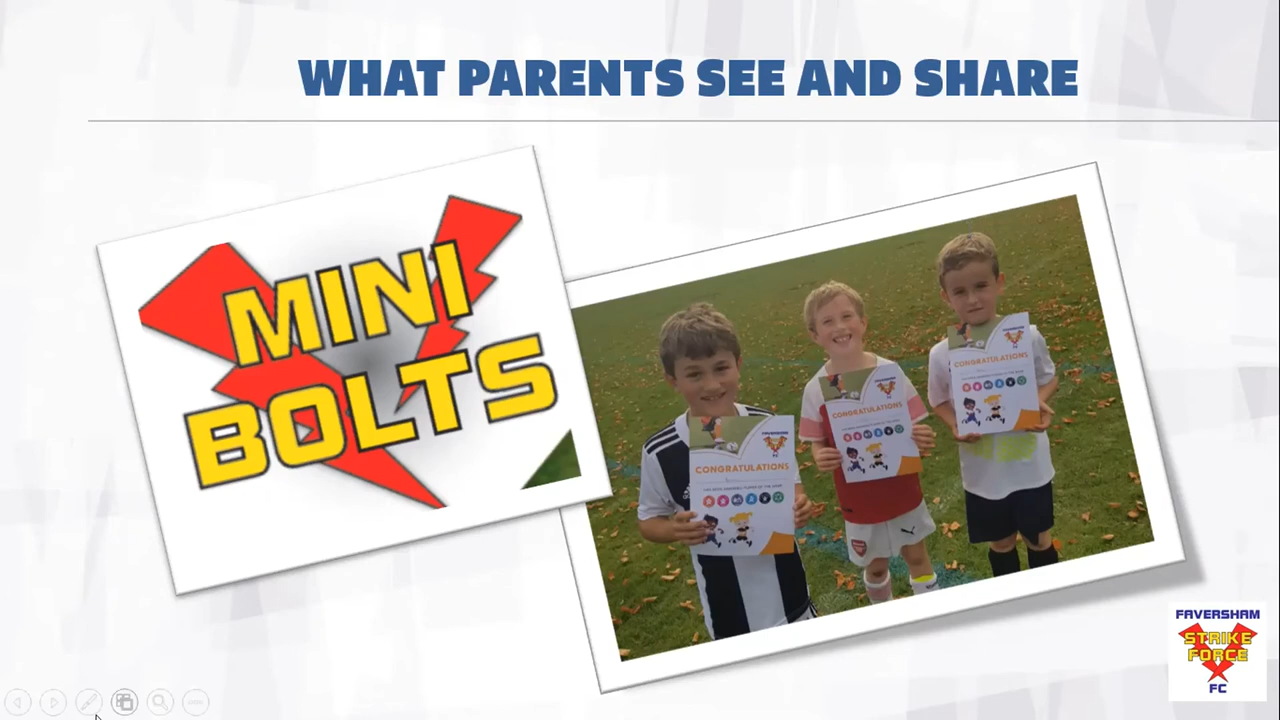 WHAT PARENTS SEE AND SHARE
MINI
BOLTS
CONGRATULATIONS
CONGRATULATIONS
CONGRATULATIONS
FAVERSHAM
STRIKE
FORCE
FC